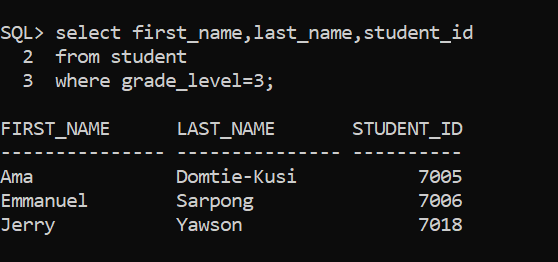 SQL> select first_name,last_name,student_id
  2  from student
  3  where grade_level=3;
FIRST_NAME      LAST_NAME       STUDENT_ID
--------------- --------------- ----------
Ama             Domtie-Kusi           7005
Emmanuel        Sarpong               7006
Jerry           Yawson                7018